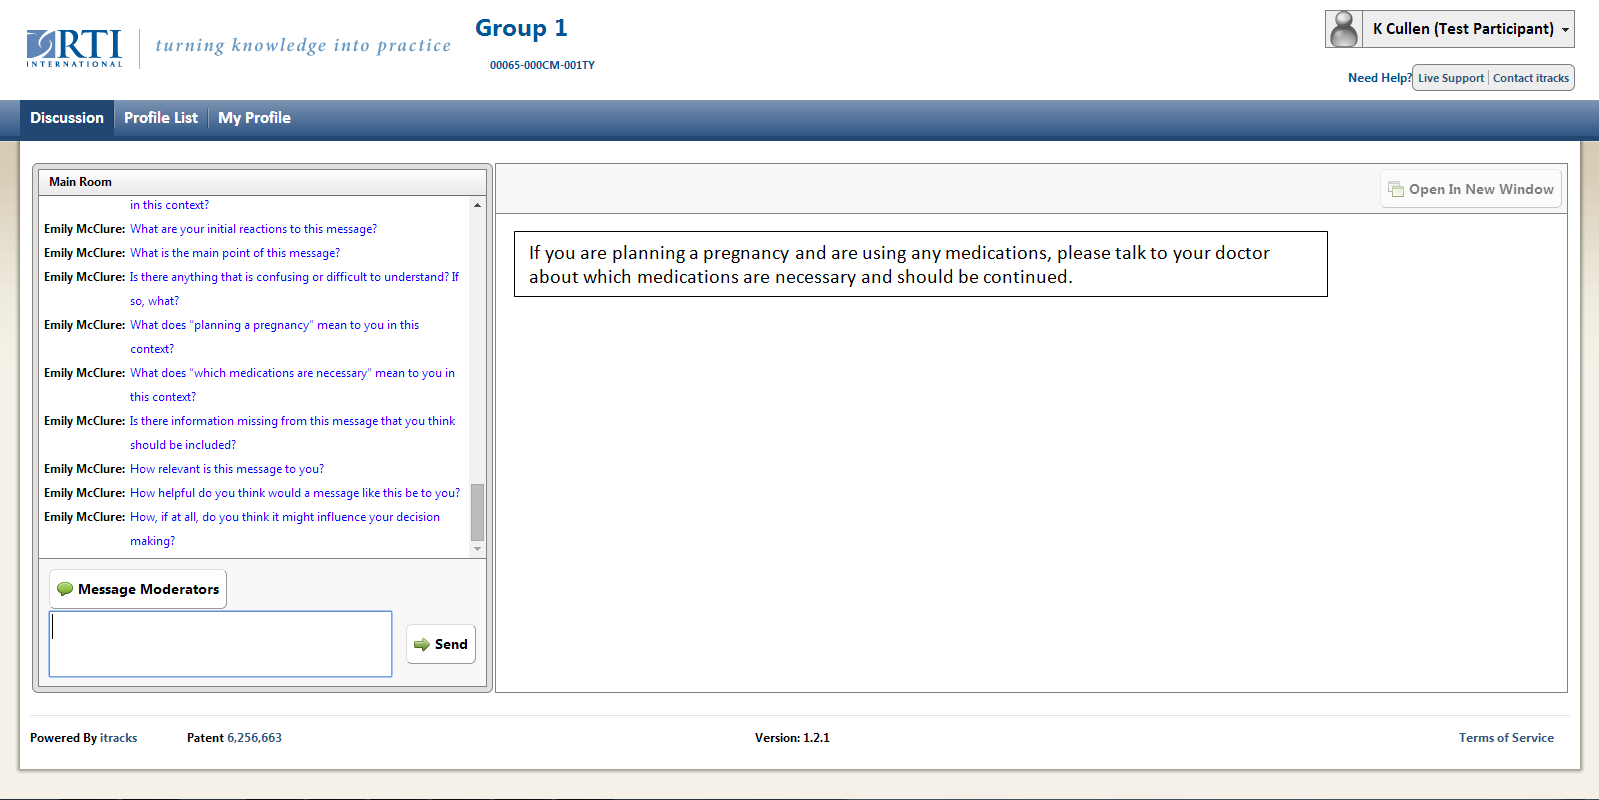 RTI
INTERNATIONAL
turning knowledge into practice
Group 1
00065-000CM-001TY
K Cullen (Test Participant)
Need Help? Live Support Contact itracks
Discussion Profile List My Profile
Main Room
in this context?
Emily McClure: What are your initial reactions to this message?
Emily McClure: What is the main point of this message?
Emily McClure: Is there anything that is confusing or difficult to understand? If
so, what?
Emily McClure: What does "planning a pregnancy" mean to you in this
context?
Emily McClure: What does "which medications are necessary" mean to you in
this context?
Emily McClure: Is there information missing from this message that you think
should be included?
Emily McClure: How relevant is this message to you?
Emily McClure: How helpful do you think would a message like this be to you?
Emily McClure: How, if at all, do you think it might influence your decision
making?
Message Moderators
Send
Open In New Window
If you are planning a pregnancy and are using any medications, please talk to your doctor
about which medications are necessary and should be continued.
Powered By itracks Patent 6,256,663 Version: 1.2.1 Terms of Service